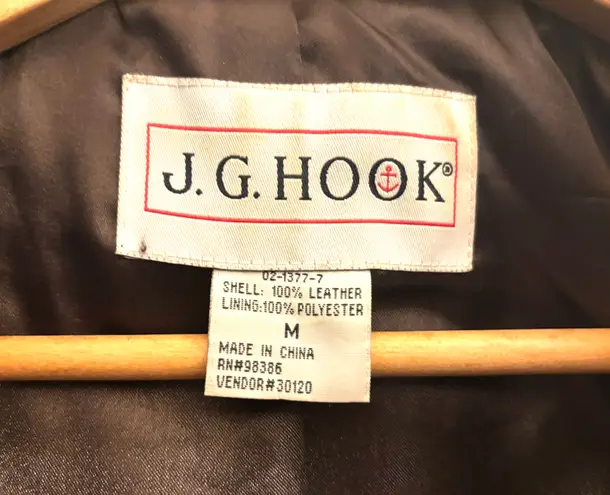 J. G. HOOK®
02-1377-7
SHELL: 100% LEATHER
LINING:100% POLYESTER
M
MADE IN CHINA
RN#98386
VENDOR#30120